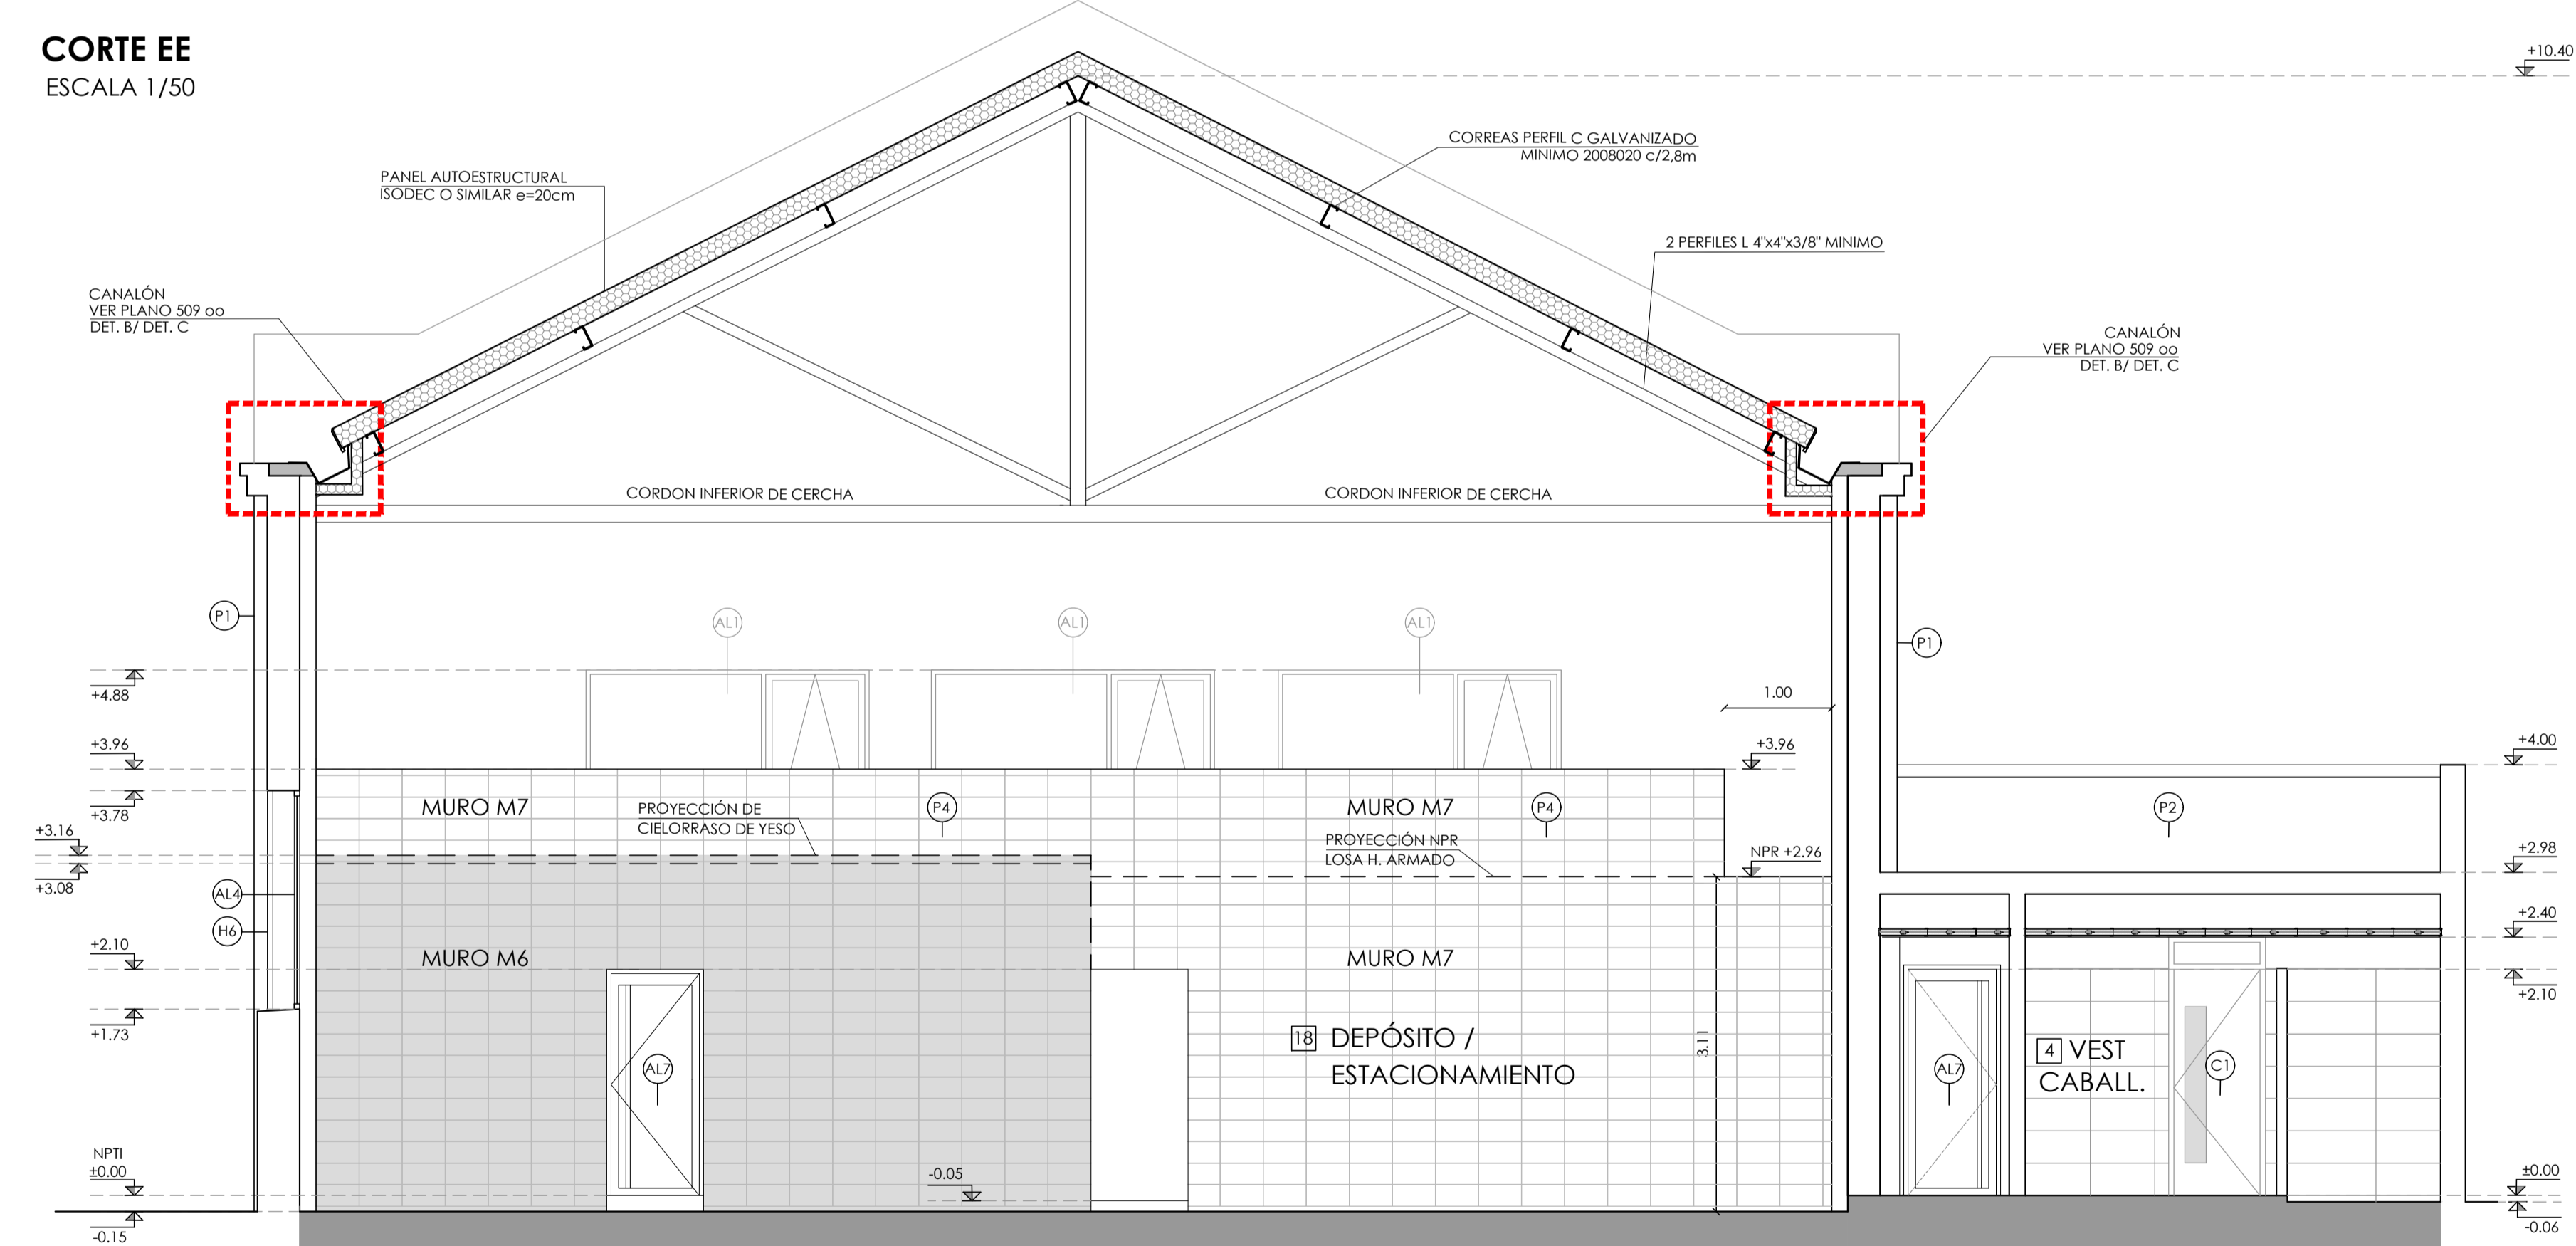 CORTE EE
ESCALA 1/50
+10.40
CORREAS PERFIL C GALVANIZADO
MINIMO 2008020 c/2,8m
PANEL AUTOESTRUCTURAL
ISODEC O SIMILAR e=20cm
2 PERFILES L 4"x4"x3/8" MINIMO
CANALÓN
VER PLANO 509 oo
DET. B/ DET. C
CANALÓN
VER PLANO 509 oo
DET. B/ DET. C
CORDON INFERIOR DE CERCHA
CORDON INFERIOR DE CERCHA
P1
AL1
AL1
AL1
P1
+4.88
1.00
+3.96
+3.96
+4.00
+3.78
MURO M7
PROYECCIÓN DE
CIELORRASO DE YESO
P4
MURO M7
P4
P2
+3.16
+3.08
PROYECCIÓN NPR
LOSA H. ARMADO
NPR +2.96
+2.98
AL4
H6
+2.40
+2.10
MURO M6
MURO M7
+2.10
+1.73
18 DEPÓSITO /
ESTACIONAMIENTO
3.11
4 VEST
CABALL.
AL7
AL7
C1
NPTI
±0.00
-0.05
±0.00
-0.15
-0.06